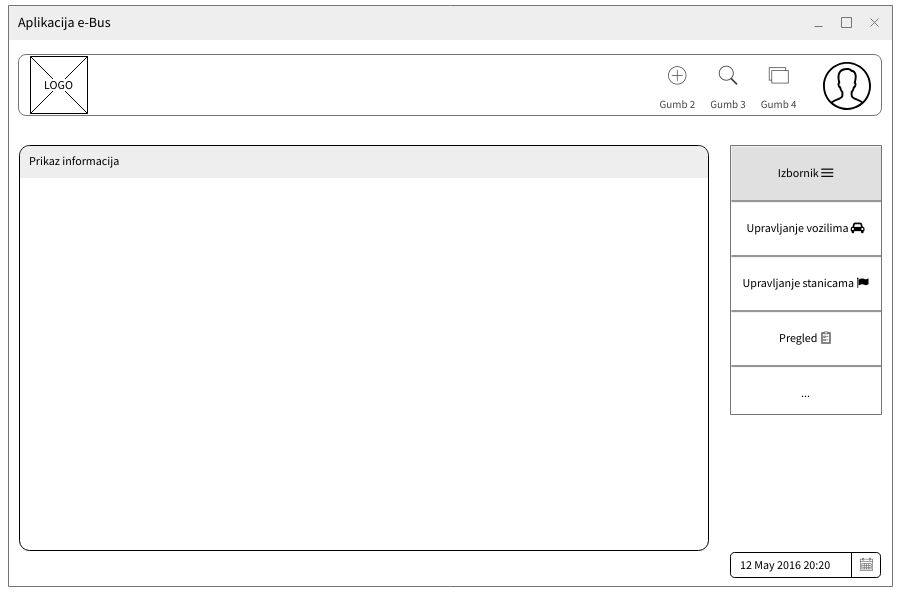 Aplikacija e-Bus
LOGO
Gumb 2
Gumb 3
Gumb 4
Prikaz informacija
Izbornik
Upravljanje vozilima
Upravljanje stanicama
Pregled
...
12 May 2016 20:20